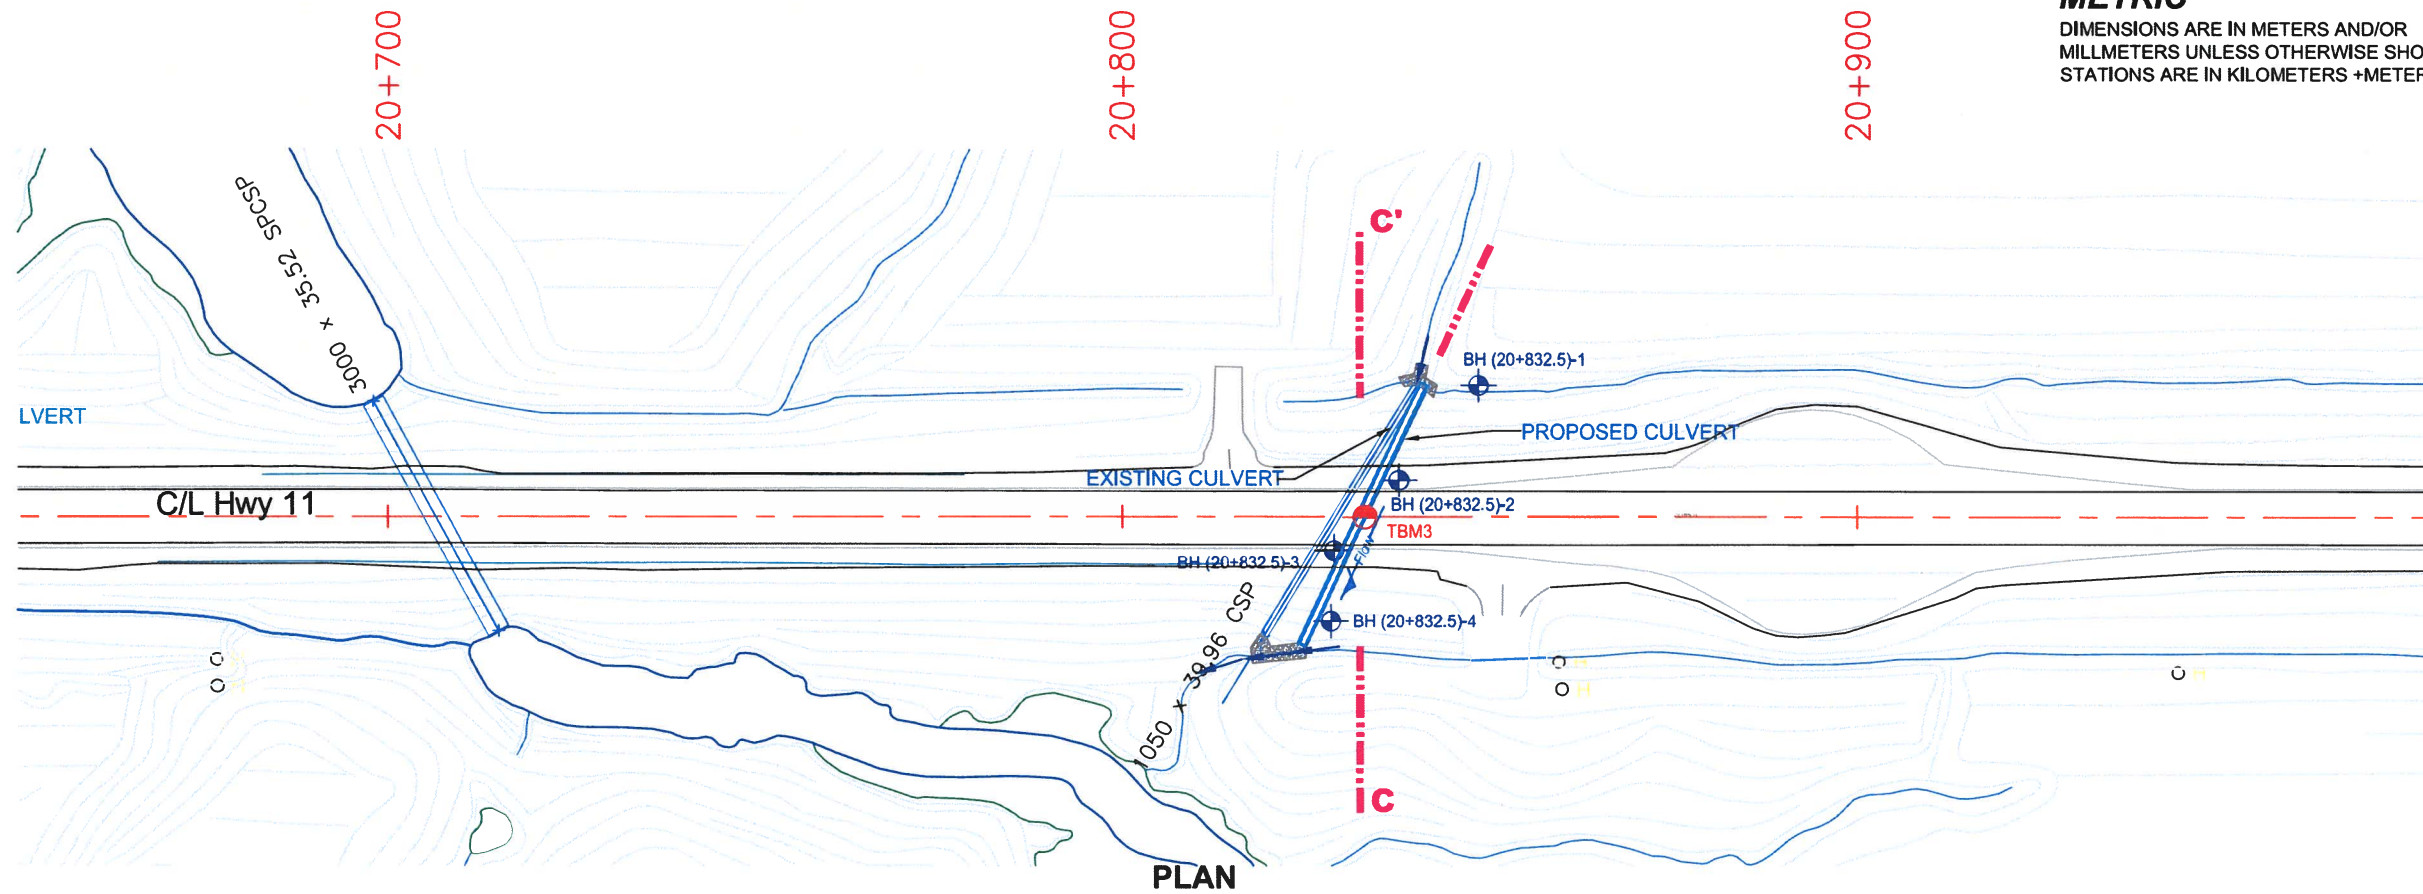 METRIC
DIMENSIONS ARE IN METERS AND/OR
MILLMETERS UNLESS OTHERWISE SHO
STATIONS ARE IN KILOMETERS +METER
20+700
20+800
20+900
3000 x 35.52 SPCSP
C'
BH (20+832.5)-1
LVERT
PROPOSED CULVERT
EXISTING CULVERT
C/L Hwy 11
BH (20+832.5)-2
TBM3
Flow
BH (20+832.5)-3
1050 x 39.96 CSP
BH (20+832.5)-4
C
PLAN